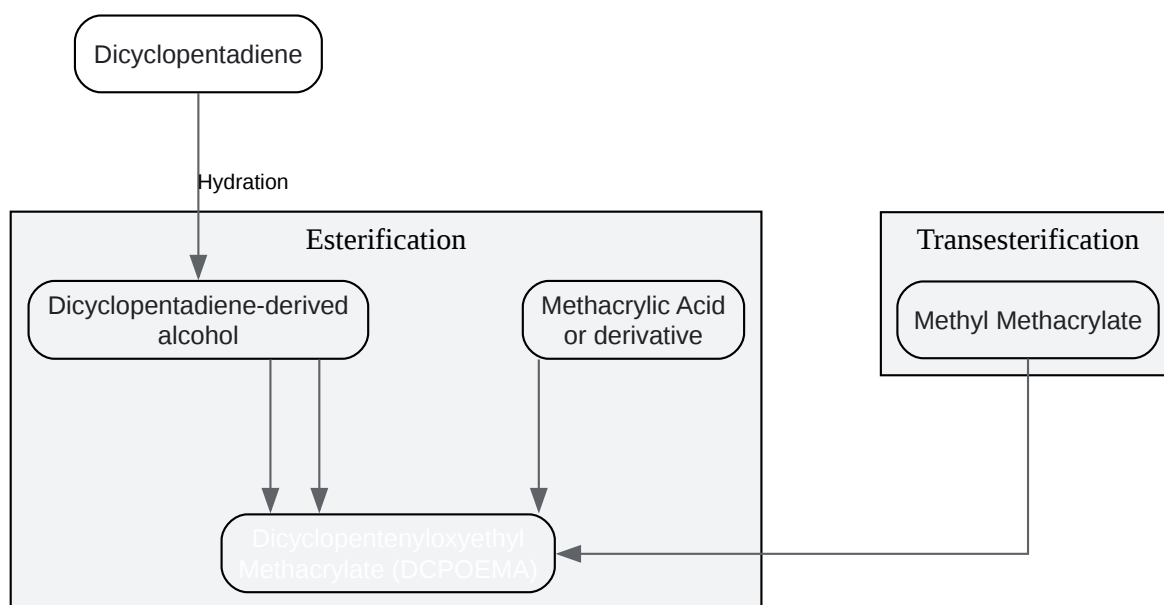 Dicyclopentadiene
Hydration
Esterification
Transesterification
Dicyclopentadiene-derived
alcohol
Methacrylic Acid
or derivative
Methyl Methacrylate
Dicyclopentenyloxyethyl
Methacrylate (DCPOEMA)